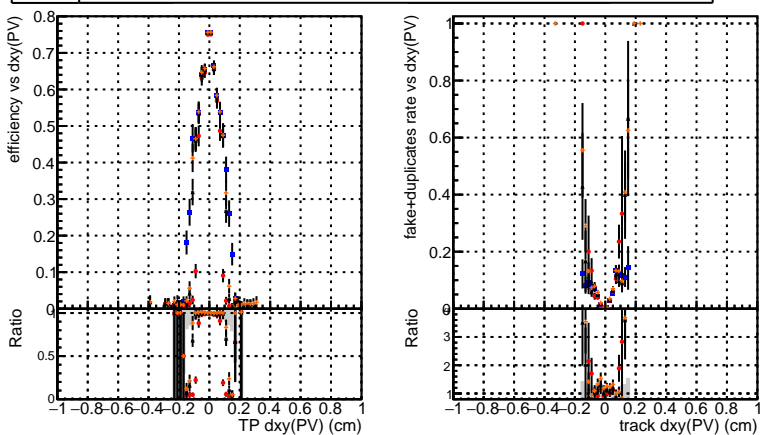 efficiency vs dxy(PV)
0.8
0.7
0.6
0.5
0.4
0.3
0.2
0.1
0
Ratio
1
0.5
0
−1 −0.8 −0.6 −0.4 −0.2 0 0.2 0.4 0.6 0.8 1
TP dxy(PV) (cm)
fake+duplicates rate vs dxy(PV)
1
0.8
0.6
0.4
0.2
0
Ratio
3
2
1
−1 −0.8 −0.6 −0.4 −0.2 0 0.2 0.4 0.6 0.8 1
track dxy(PV) (cm)